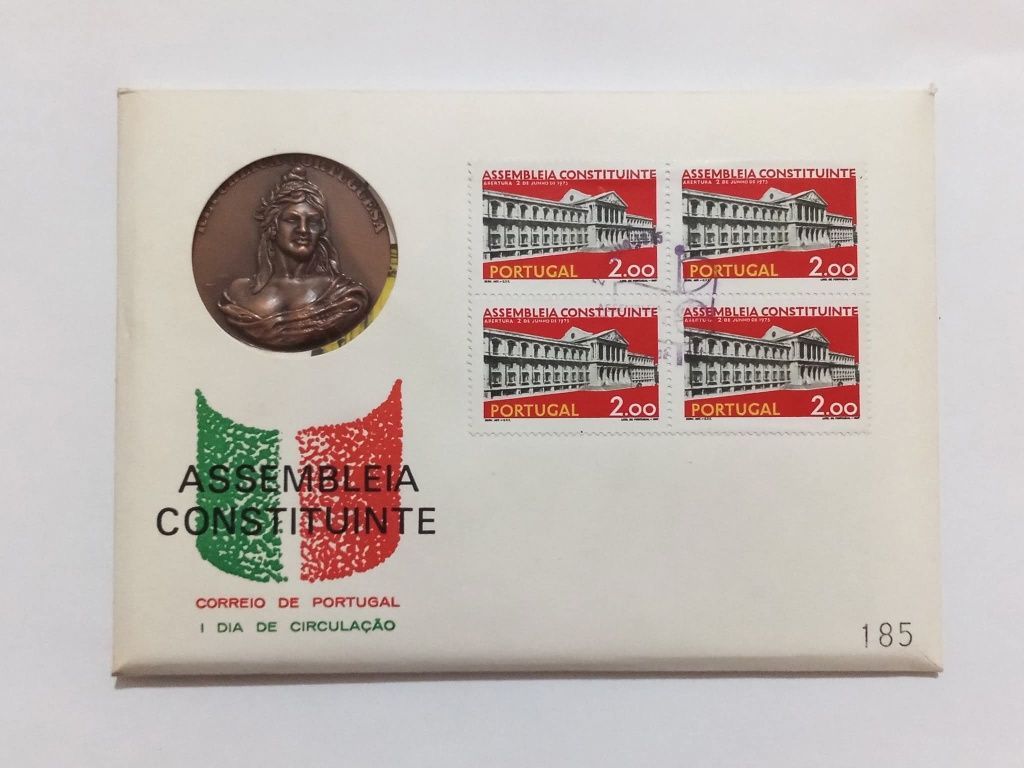 REPUBLICA PORTUGUESA
ASSEMBLEIA CONSTITUINTE
ABERTURA 2 DE JUNHO DE 1975
PORTUGAL 2.00
ASSEMBLEIA CONSTITUINTE
ABERTURA 2 DE JUNHO DE 1975
PORTUGAL 2.00
ASSEMBLEIA CONSTITUINTE
ABERTURA 2 DE JUNHO DE 1975
PORTUGAL 2.00
ASSEMBLEIA CONSTITUINTE
ABERTURA 2 DE JUNHO DE 1975
PORTUGAL 2.00
ASSEMBLEIA
CONSTITUINTE
CORREIO DE PORTUGAL
I DIA DE CIRCULAÇÃO
185